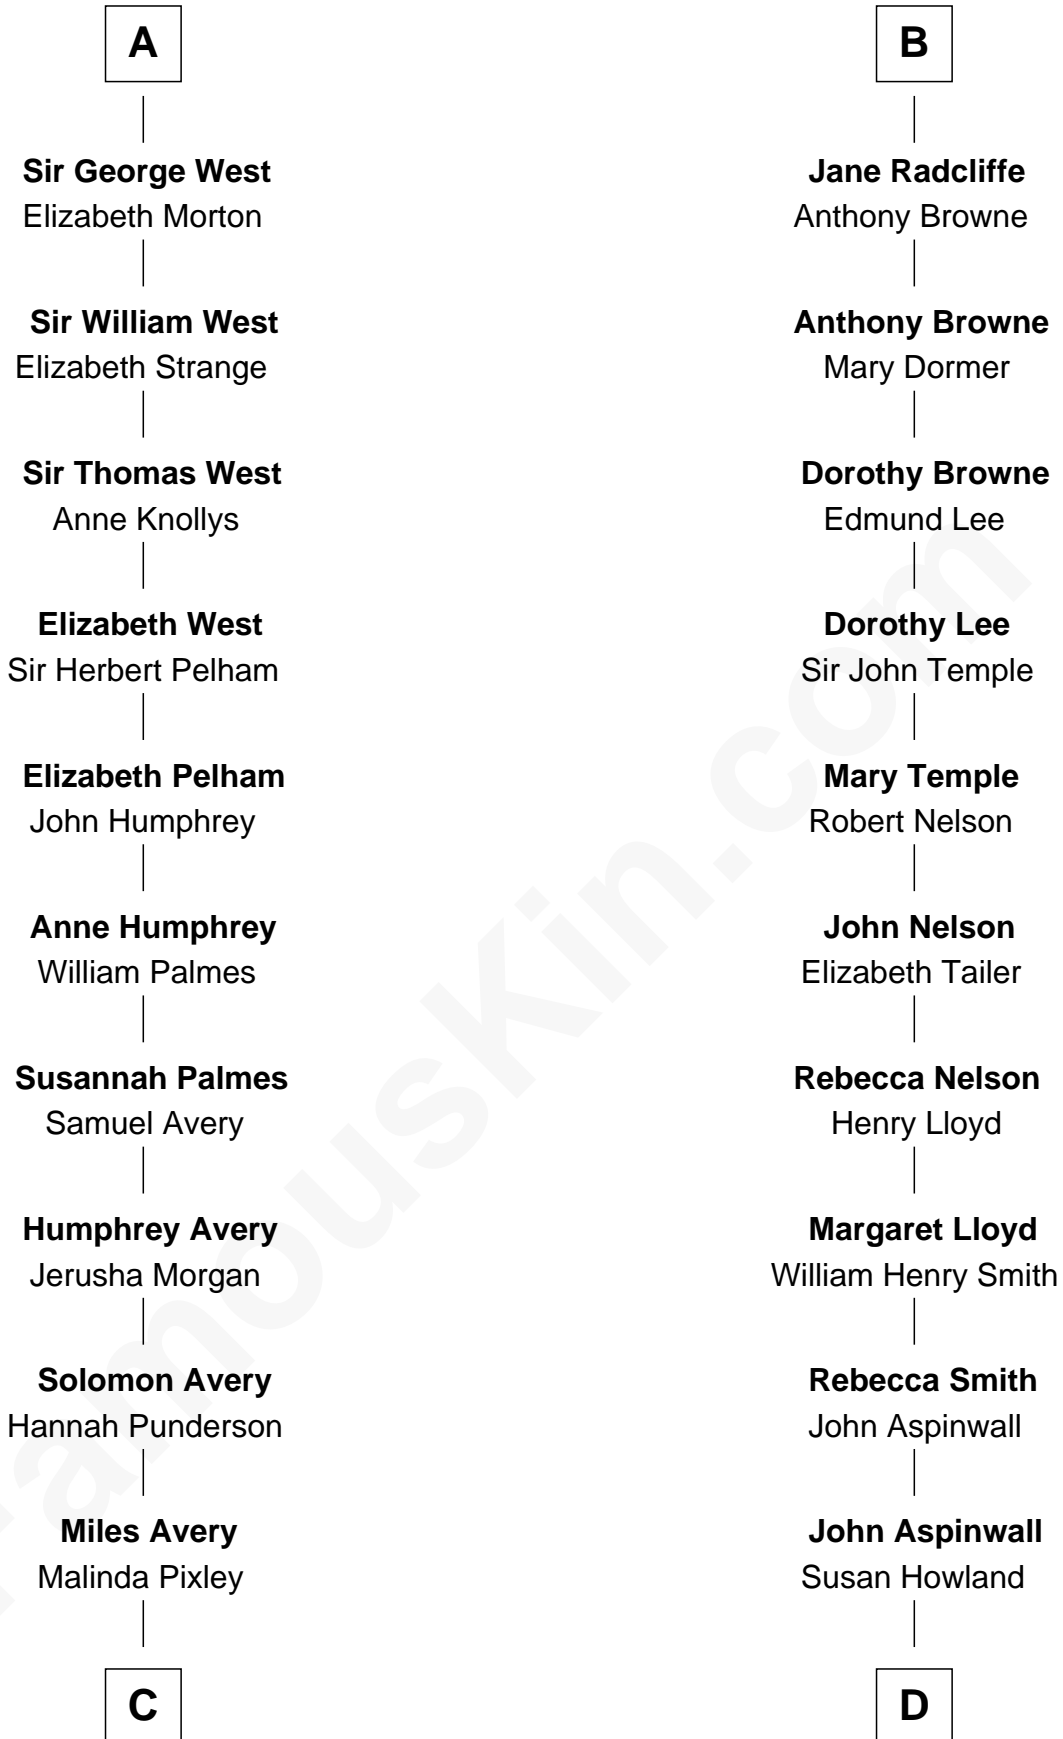 A
Sir George West
Elizabeth Morton
Sir William West
Elizabeth Strange
Sir Thomas West
Anne Knollys
Elizabeth West
Sir Herbert Pelham
Elizabeth Pelham
John Humphrey
Anne Humphrey
William Palmes
Susannah Palmes
Samuel Avery
Humphrey Avery
Jerusha Morgan
Solomon Avery
Hannah Punderson
Miles Avery
Malinda Pixley
C
B
Jane Radcliffe
Anthony Browne
Anthony Browne
Mary Dormer
Dorothy Browne
Edmund Lee
Dorothy Lee
Sir John Temple
Mary Temple
Robert Nelson
John Nelson
Elizabeth Tailer
Rebecca Nelson
Henry Lloyd
Margaret Lloyd
William Henry Smith
Rebecca Smith
John Aspinwall
John Aspinwall
Susan Howland
D
FamousKin.com